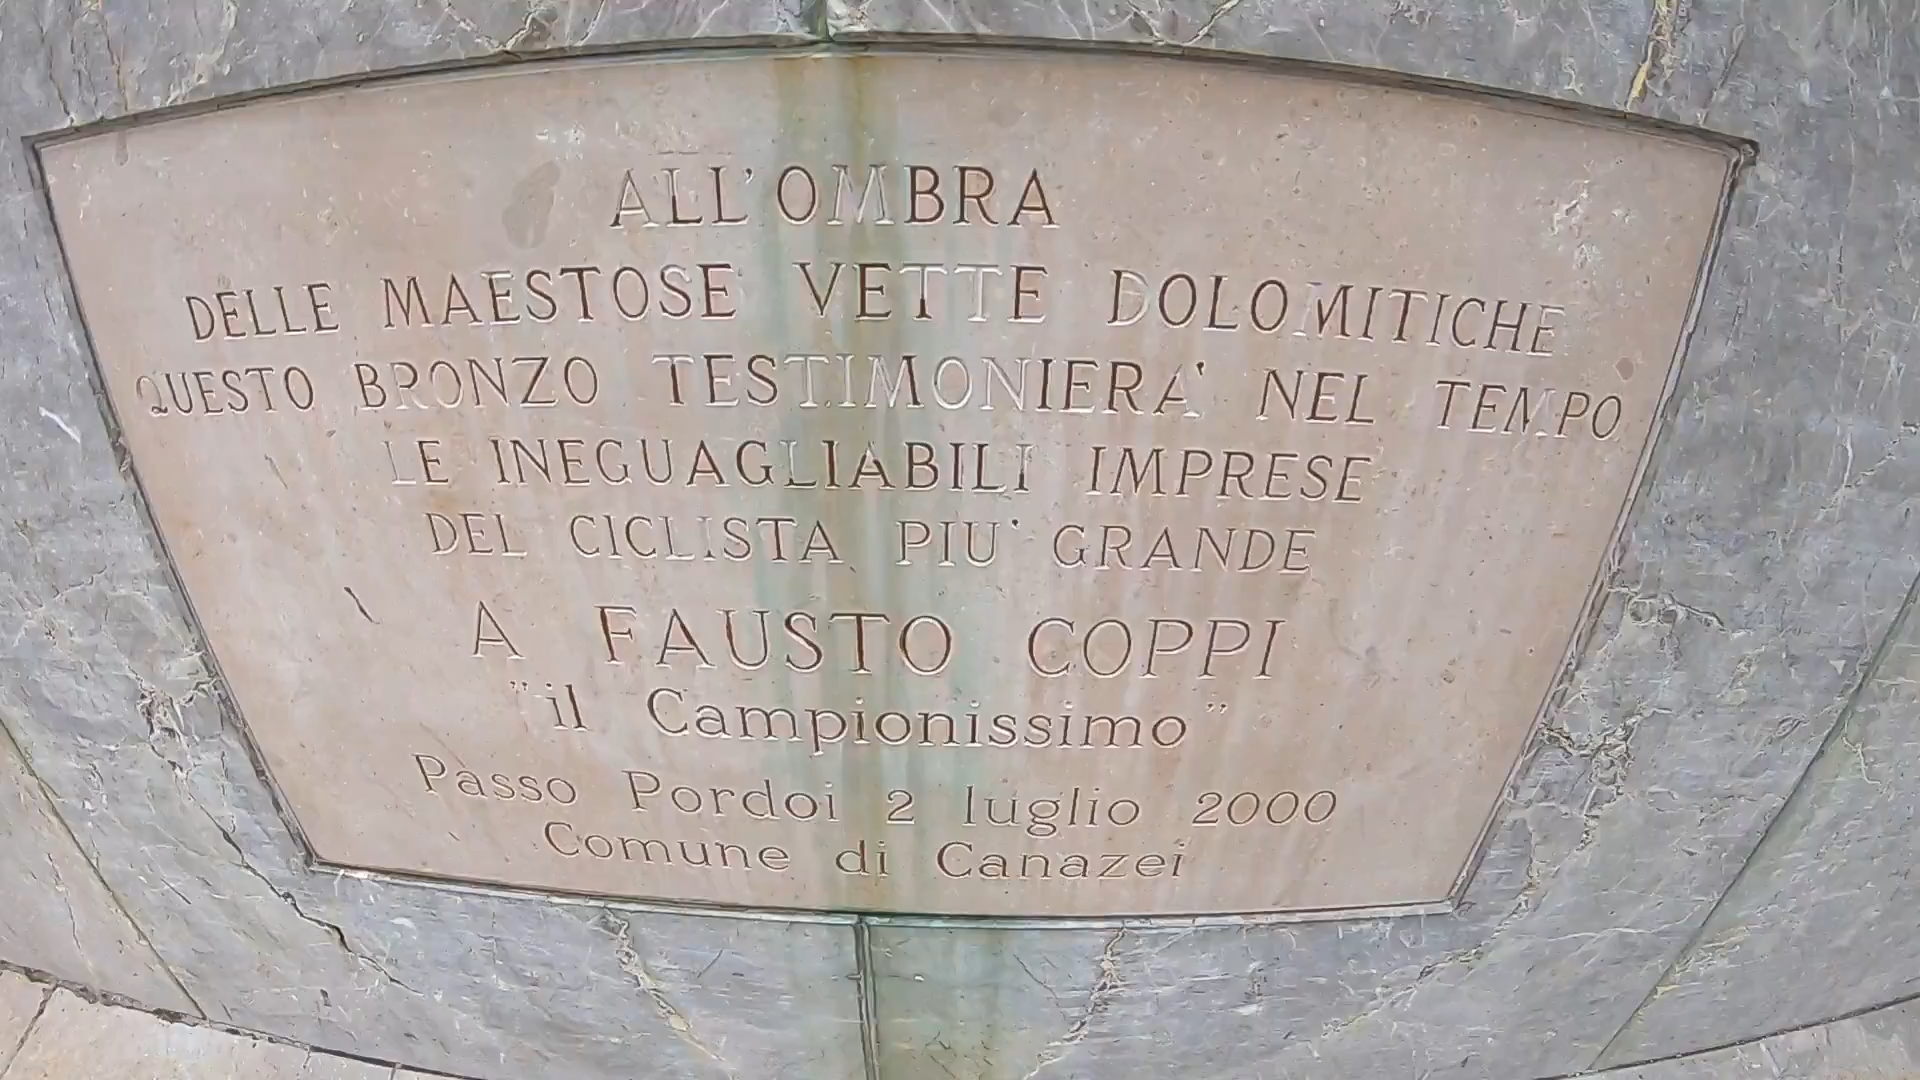 ALL'OMBRA
DELLE MAESTOSE VETTE DOLOMITICHE
QUESTO BRONZO TESTIMONIERA' NEL TEMPO
LE INEGUAGLIABILI IMPRESE
DEL CICLISTA PIU' GRANDE
A FAUSTO COPPI
"il Campionissimo"
Passo Pordoi 2 luglio 2000
Comune di Canazei